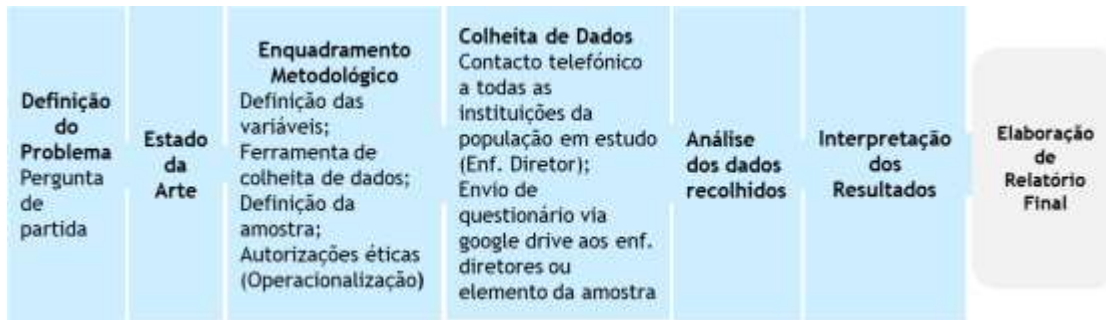 Definição
do
Problema
Pergunta
de
partida
Estado
da
Arte
Enquadramento
Metodológico
Definição das
variáveis;
Ferramenta de
colheita de dados;
Definição da
amostra;
Autorizações éticas
(Operacionalização)
Colheita de Dados
Contacto telefónico
a todas as
instituições da
população em estudo
(Enf. Diretor);
Envio de
questionário via
google drive aos enf.
diretores ou
elemento da amostra
Análise
dos dados
recolhidos
Interpretação
dos
Resultados
Elaboração
de
Relatório
Final